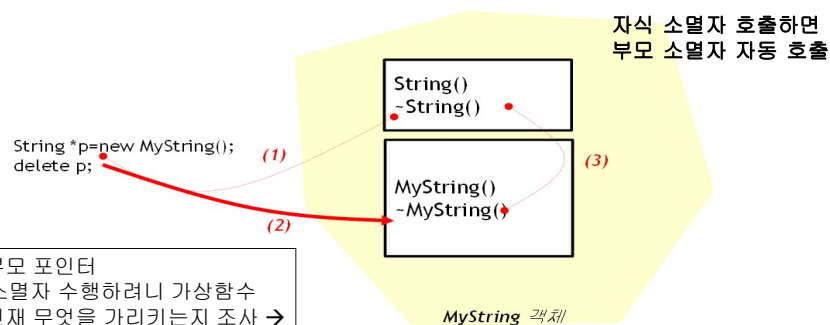 자식 소멸자 호출하면
부모 소멸자 자동 호출
String()
~String()
String *p=new MyString();
delete p;
(1)
(2)
(3)
MyString()
~MyString()
부모 포인터
소멸자 수행하려니 가상함수
무엇을 가리키는지 조사 →
MyString 객체